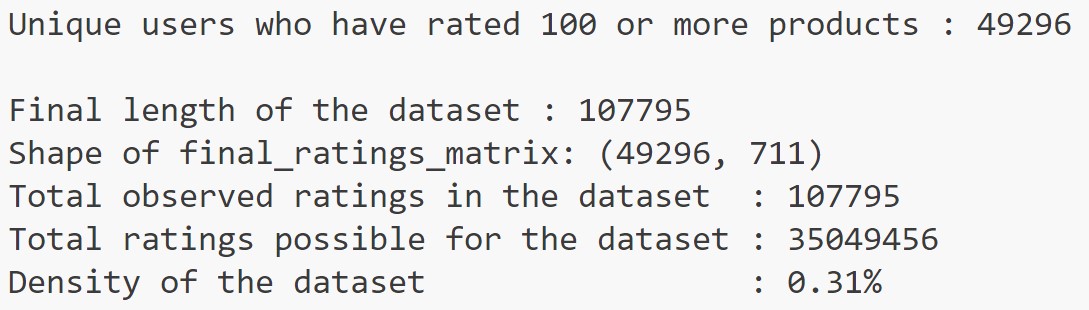 Unique users who have rated 100 or more products : 49296
Final length of the dataset : 107795
Shape of final_ratings_matrix: (49296, 711)
Total observed ratings in the dataset  : 107795
Total ratings possible for the dataset : 35049456
Density of the dataset                 : 0.31%